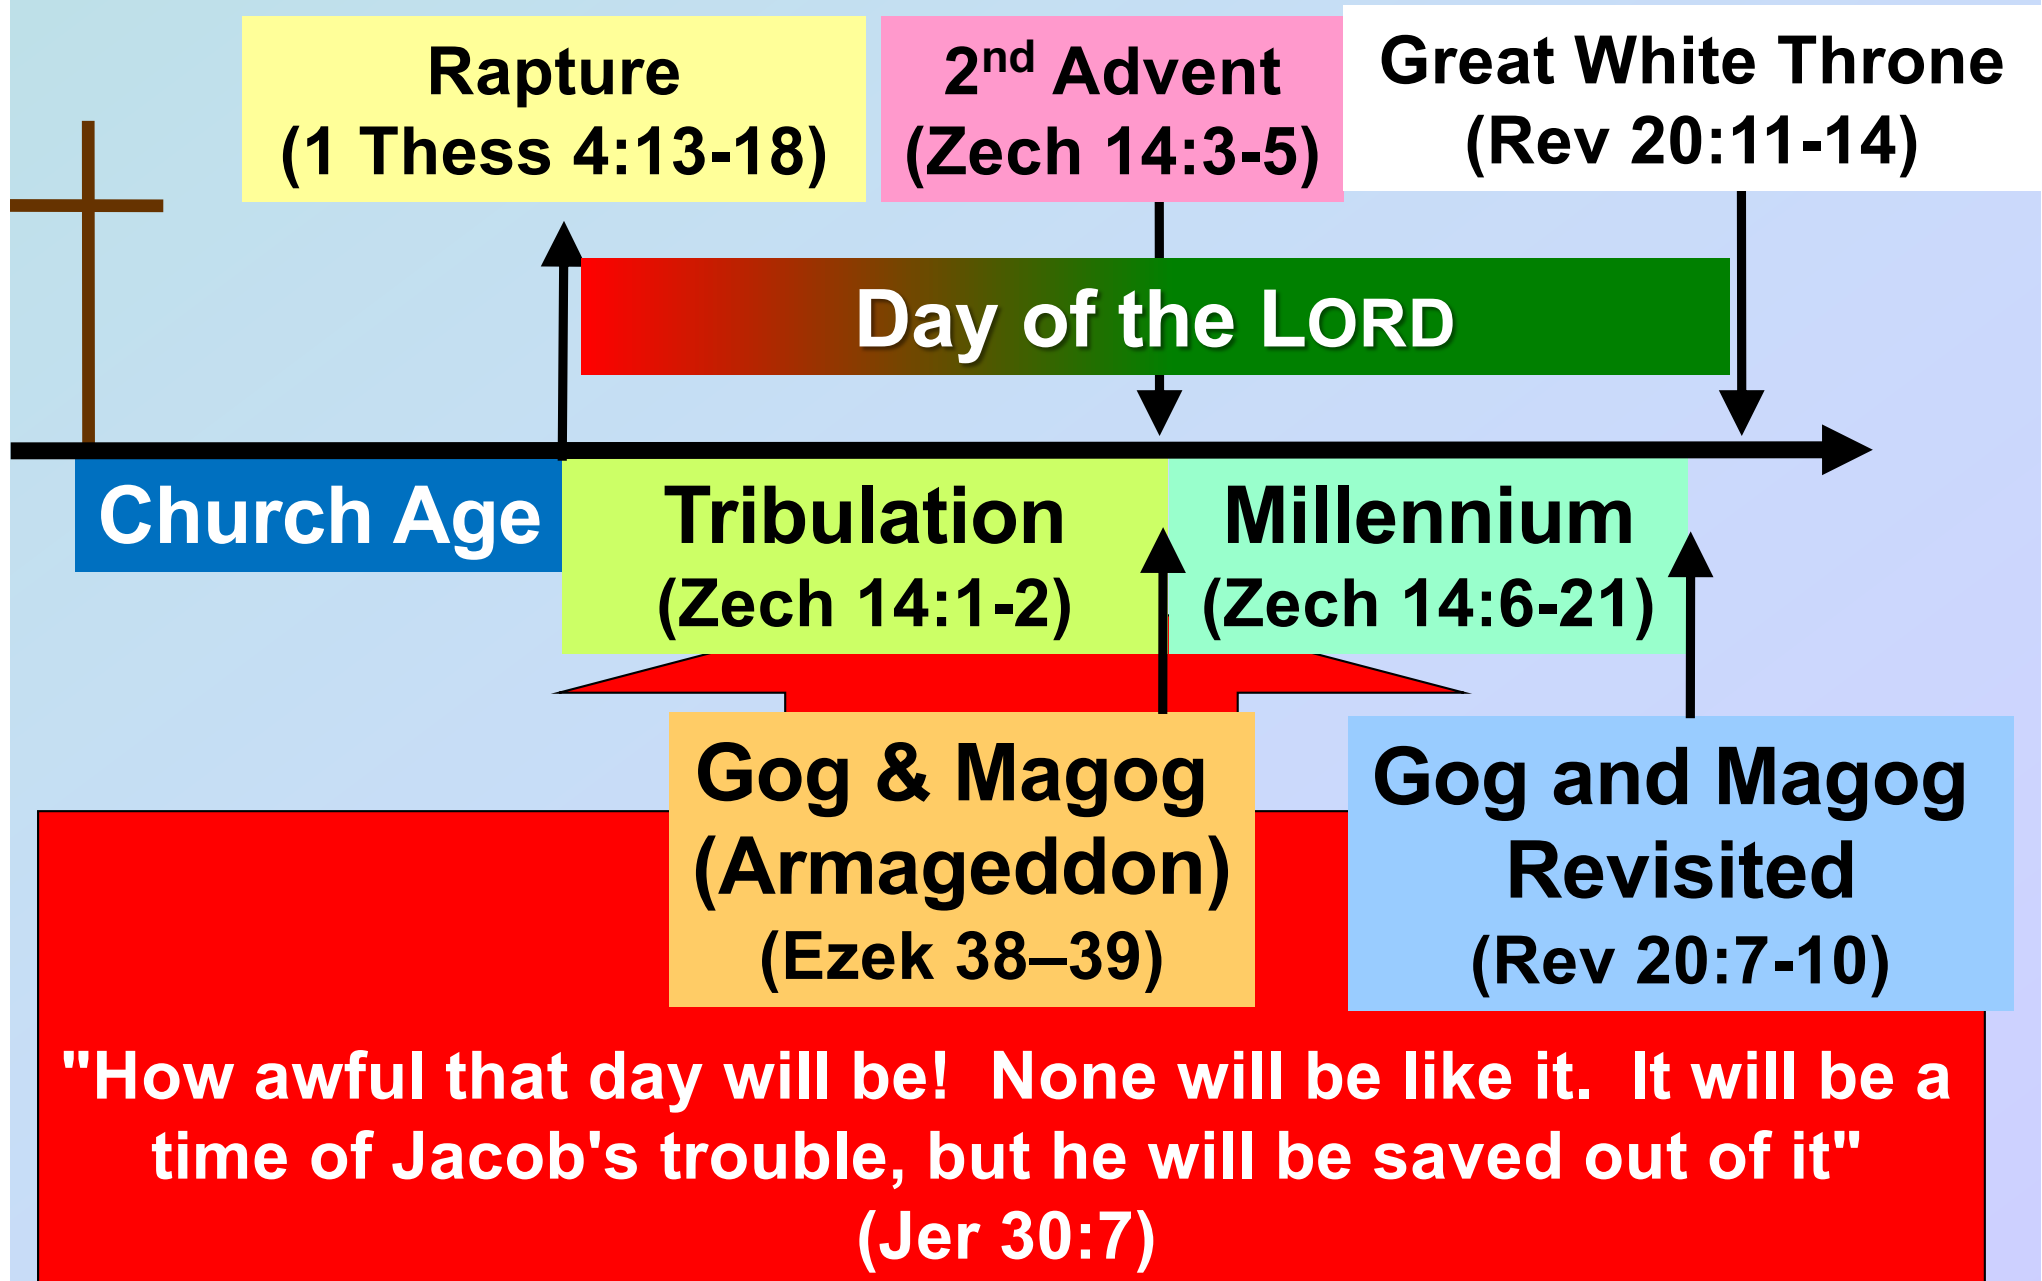 Rapture
(1 Thess 4:13-18)
2nd Advent
(Zech 14:3-5)
Great White Throne
(Rev 20:11-14)
Day of the LORD
Church Age
Tribulation
(Zech 14:1-2)
Millennium
(Zech 14:6-21)
Gog & Magog
(Armageddon)
(Ezek 38–39)
Gog and Magog
Revisited
(Rev 20:7-10)
"How awful that day will be!  None will be like it.  It will be a
time of Jacob's trouble, but he will be saved out of it"
(Jer 30:7)